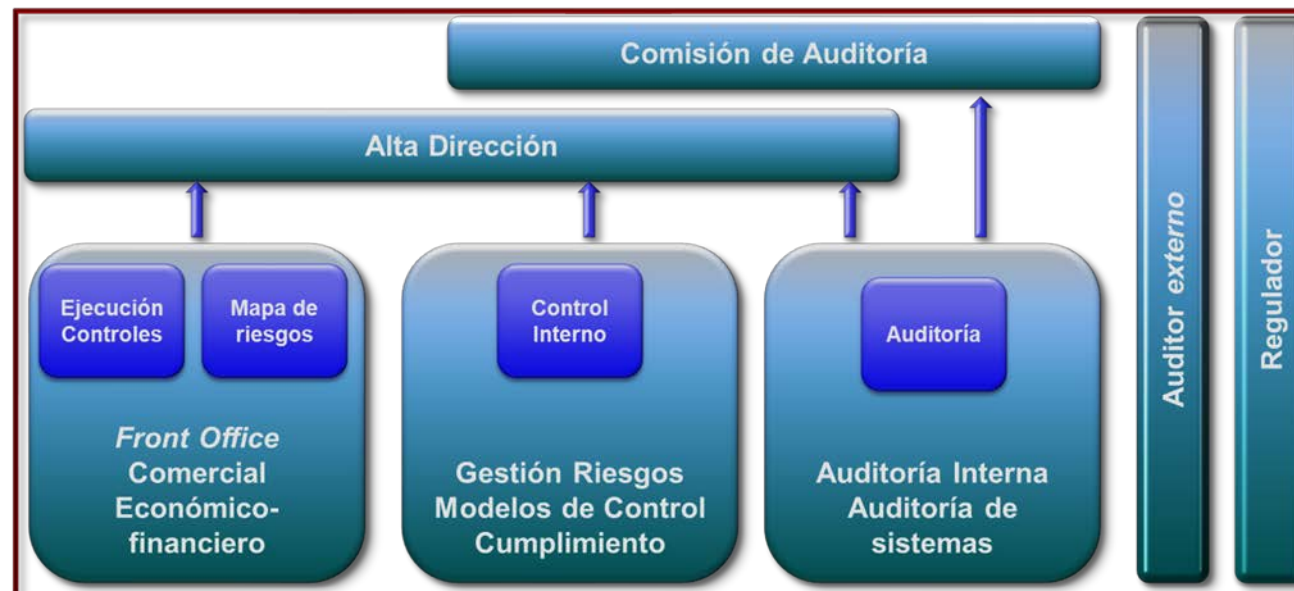 Comisión de Auditoría
Alta Dirección
Ejecución
Controles
Mapa de
riesgos
Front Office
Comercial
Económico-
financiero
Control
Interno
Gestión Riesgos
Modelos de Control
Cumplimiento
Auditoría
Auditoría Interna
Auditoría de
sistemas
Auditor externo
Regulador